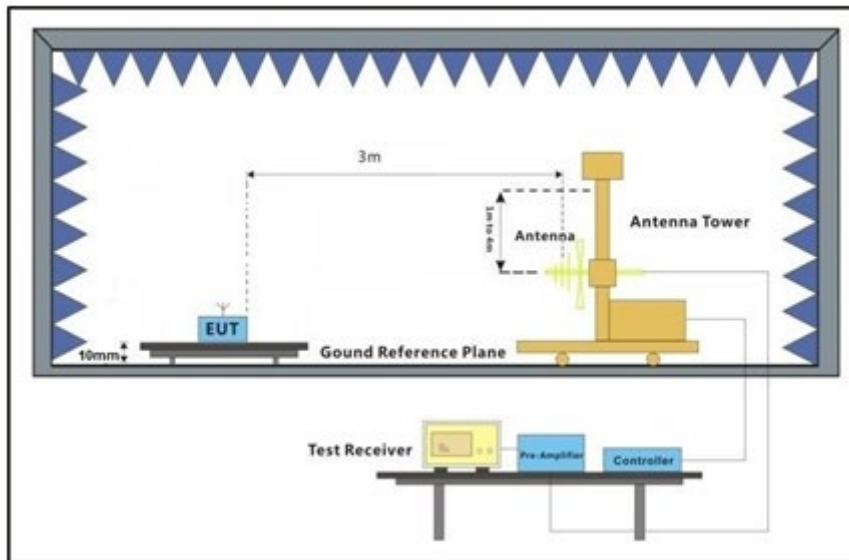 3m
1m to 4m
Antenna
Antenna Tower
EUT
10mm
Gound Reference Plane
Test Receiver
Pre-Amplifier
Controller